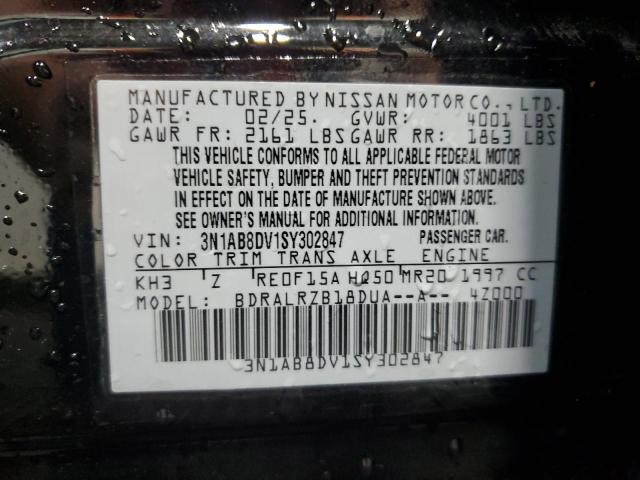 MANUFACTURED BY NISSAN MOTOR CO., LTD.
DATE: 02/25. GVWR: 4001 LBS
GAWR FR: 2161 LBS GAWR RR: 1863 LBS
THIS VEHICLE CONFORMS TO ALL APPLICABLE FEDERAL MOTOR
VEHICLE SAFETY, BUMPER AND THEFT PREVENTION STANDARDS
IN EFFECT ON THE DATE OF MANUFACTURE SHOWN ABOVE.
SEE OWNER'S MANUAL FOR ADDITIONAL INFORMATION.
VIN: 3N1AB8DV1SY302847 PASSENGER CAR.
COLOR TRIM TRANS AXLE ENGINE
KH3 Z RE0F15A HQ50 MR20 1997 CC
MODEL: BDRALRZB18DUA--A-- 4Z000
3N1AB8DV1SY302847